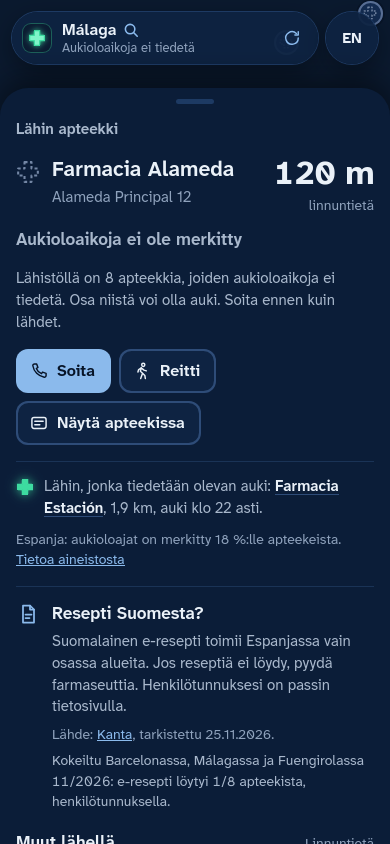 Málaga
Aukioloaikoja ei tiedetä
EN
Lähin apteekki
Farmacia Alameda
120 m
Alameda Principal 12
linnuntietä
Aukioloaikoja ei ole merkitty
Lähistöllä on 8 apteekkia, joiden aukioloaikoja ei
tiedetä. Osa niistä voi olla auki. Soita ennen kuin
lähdet.
Soita
Reitti
Näytä apteekissa
Lähin, jonka tiedetään olevan auki: Farmacia
Estación, 1,9 km, auki klo 22 asti.
Espanja: aukioloajat on merkitty 18 %:lle apteekeista.
Tietoa aineistosta
Resepti Suomesta?
Suomalainen e-resepti toimii Espanjassa vain
osassa alueita. Jos reseptiä ei löydy, pyydä
farmaseuttia. Henkilötunnuksesi on passin
tietosivulla.
Lähde: Kanta, tarkistettu 25.11.2026.
Kokeiltu Barcelonassa, Málagassa ja Fuengirolassa
11/2026: e-resepti löytyi 1/8 apteekista,
henkilötunnuksella.
Muut lähellä
Linnuntietä